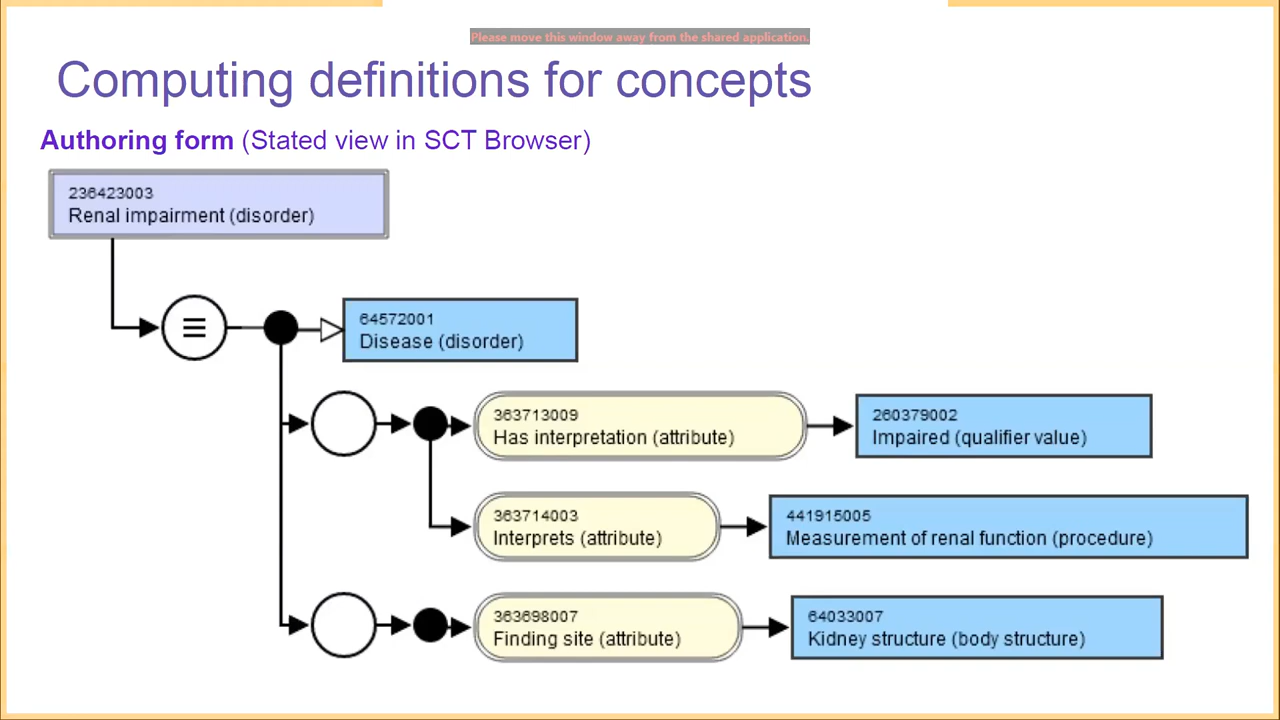 Please move this window away from the shared application.
Computing definitions for concepts
Authoring form (Stated view in SCT Browser)
236423003
Renal impairment (disorder)
64572001
Disease (disorder)
363713009
Has interpretation (attribute)
260379002
Impaired (qualifier value)
363714003
Interprets (attribute)
441915005
Measurement of renal function (procedure)
363698007
Finding site (attribute)
64033007
Kidney structure (body structure)